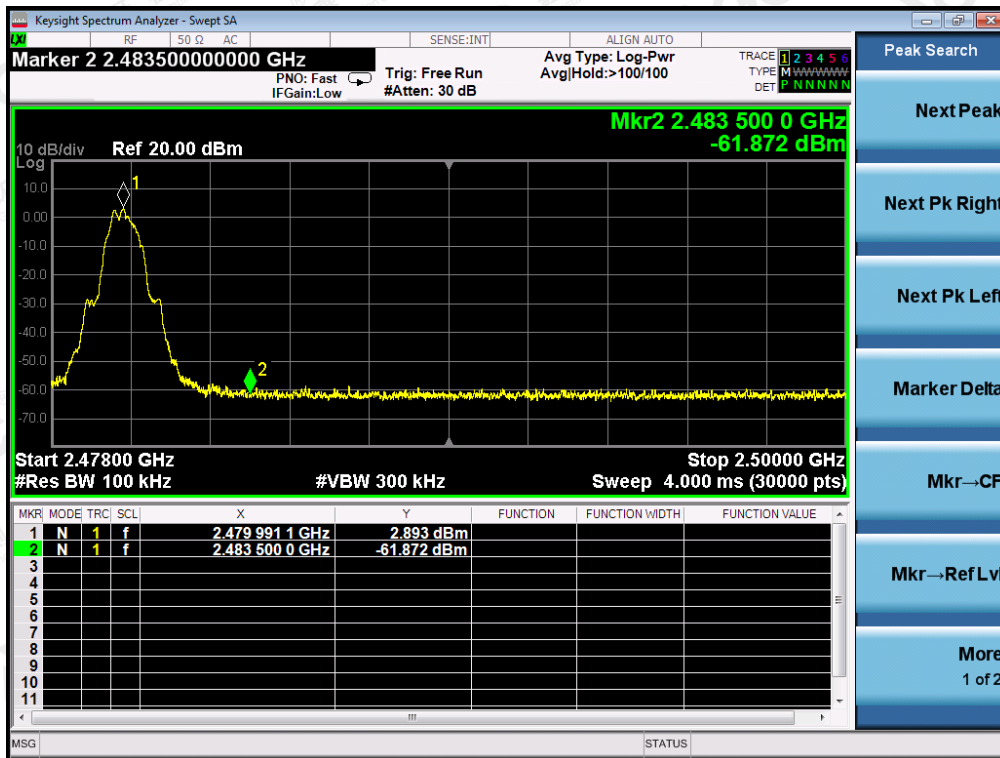 Keysight Spectrum Analyzer - Swept SA
LXI RF 50 Ω AC SENSE:INT ALIGN AUTO
Marker 2 2.483500000000 GHz
PNO: Fast
IFGain:Low
Trig: Free Run
#Atten: 30 dB
Avg Type: Log-Pwr
Avg|Hold:>100/100
TRACE 1 2 3 4 5 6
TYPE M WWWWW
DET P N N N N N
Peak Search
Next Peak
Next Pk Right
Next Pk Left
Marker Delta
Mkr→CF
Mkr→Ref Lvl
More
1 of 2
Mkr2 2.483 500 0 GHz
-61.872 dBm
10 dB/div Ref 20.00 dBm
Log
10.0
0.00
-10.0
-20.0
-30.0
-40.0
-50.0
-60.0
-70.0
1
2
Start 2.47800 GHz Stop 2.50000 GHz
#Res BW 100 kHz #VBW 300 kHz Sweep 4.000 ms (30000 pts)
MKR MODE TRC SCL X Y FUNCTION FUNCTION WIDTH FUNCTION VALUE
1 N 1 f 2.479 991 1 GHz 2.893 dBm
2 N 1 f 2.483 500 0 GHz -61.872 dBm
3
4
5
6
7
8
9
10
11
MSG STATUS